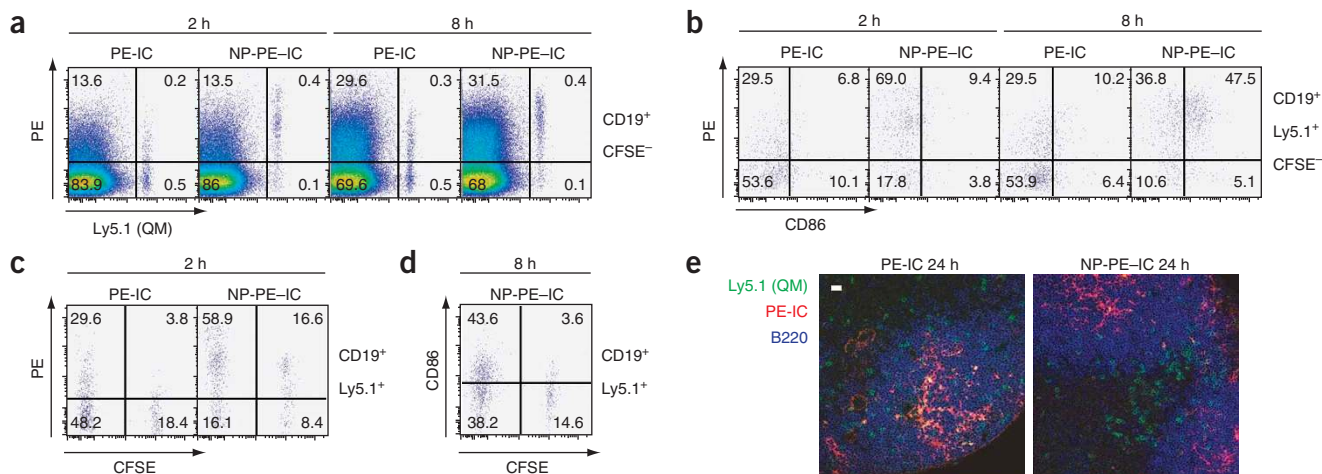 a
2 h 8 h
PE-IC NP-PE–IC PE-IC NP-PE–IC
13.6 0.2 13.5 0.4 29.6 0.3 31.5 0.4
PE
CD19+
CFSE–
83.9 0.5 86 0.1 69.6 0.5 68 0.1
Ly5.1 (QM)
b
2 h 8 h
PE-IC NP-PE–IC PE-IC NP-PE–IC
29.5 6.8 69.0 9.4 29.5 10.2 36.8 47.5
PE
CD19+
Ly5.1+
CFSE–
53.6 10.1 17.8 3.8 53.9 6.4 10.6 5.1
CD86
c
2 h
PE-IC NP-PE–IC
29.6 3.8 58.9 16.6
PE
CD19+
Ly5.1+
48.2 18.4 16.1 8.4
CFSE
d
8 h
NP-PE–IC
43.6 3.6
CD86
CD19+
Ly5.1+
38.2 14.6
CFSE
e
PE-IC 24 h NP-PE–IC 24 h
Ly5.1 (QM)
PE-IC
B220